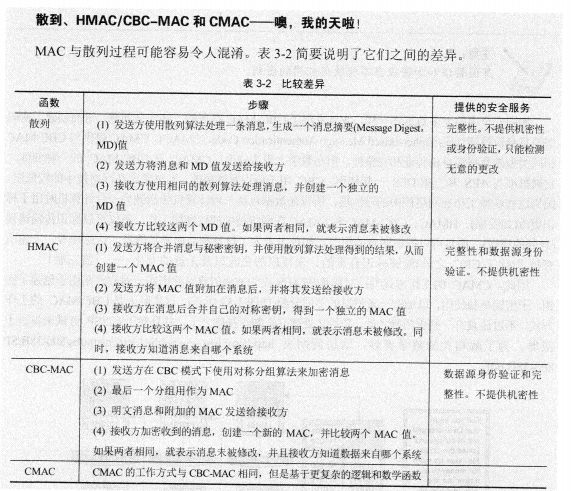 散到、HMAC/CBC-MAC 和 CMAC——噢，我的天啦！
MAC 与散列过程可能容易令人混淆。表 3-2 简要说明了它们之间的差异。
表 3-2 比较差异
函数 步骤 提供的安全服务
散列
(1) 发送方使用散列算法处理一条消息，生成一个消息摘要(Message Digest，
MD)值
(2) 发送方将消息和 MD 值发送给接收方
(3) 接收方使用相同的散列算法处理消息，并创建一个独立的
MD 值
(4) 接收方比较这两个 MD 值。如果两者相同，就表示消息未被修改
完整性。不提供机密性
或身份验证，只能检测
无意的更改
HMAC
(1) 发送方将合并消息与秘密密钥，并使用散列算法处理得到的结果，从而
创建一个 MAC 值
(2) 发送方将 MAC 值附加在消息后，并将其发送给接收方
(3) 接收方在消息后合并自己的对称密钥，得到一个独立的 MAC 值
(4) 接收方比较这两个 MAC 值。如果两者相同，就表示消息未被修改。同
时，接收方知道消息来自哪个系统
完整性和数据源身份
验证。不提供机密性
CBC-MAC
(1) 发送方在 CBC 模式下使用对称分组算法来加密消息
(2) 最后一个分组用作为 MAC
(3) 明文消息和附加的 MAC 发送给接收方
(4) 接收方加密收到的消息，创建一个新的 MAC，并比较两个 MAC 值。
如果两者相同，就表示消息未被修改，并且接收方知道数据来自哪个系统
数据源身份验证和完
整性。不提供机密性
CMAC
CMAC 的工作方式与 CBC-MAC 相同，但是基于更复杂的逻辑和数学函数